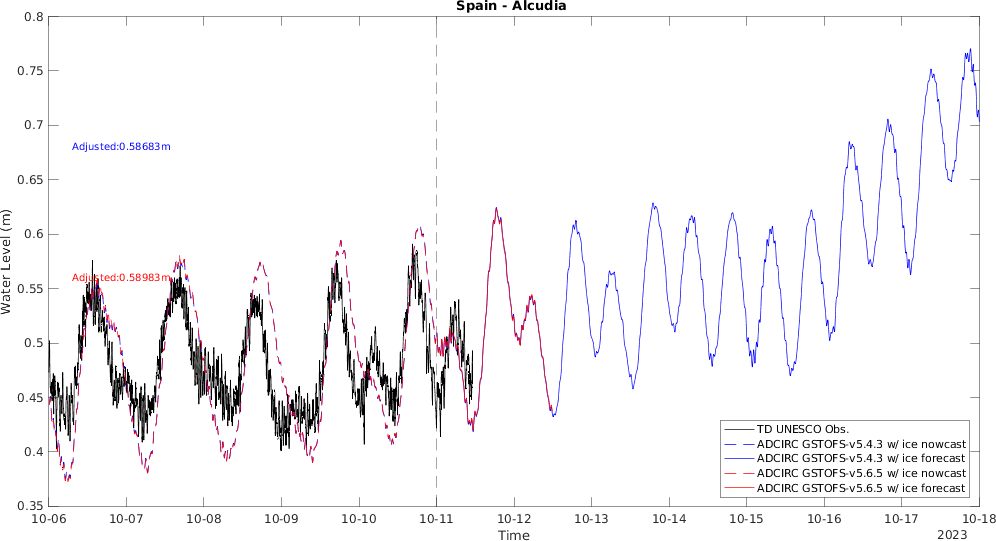 Spain - Alcudia
0.8
0.75
0.7
0.65
0.6
0.55
0.5
0.45
0.4
0.35
Water Level (m)
Adjusted:0.58683m
Adjusted:0.58983m
TD UNESCO Obs.
ADCIRC GSTOFS-v5.4.3 w/ ice nowcast
ADCIRC GSTOFS-v5.4.3 w/ ice forecast
ADCIRC GSTOFS-v5.6.5 w/ ice nowcast
ADCIRC GSTOFS-v5.6.5 w/ ice forecast
10-06 10-07 10-08 10-09 10-10 10-11 10-12 10-13 10-14 10-15 10-16 10-17 10-18
Time
2023